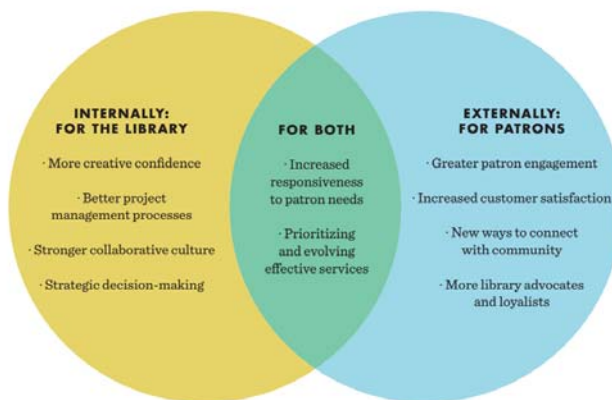 INTERNALLY:
FOR THE LIBRARY
· More creative confidence
· Better project
management processes
· Stronger collaborative culture
· Strategic decision-making
FOR BOTH
· Increased
responsiveness
to patron needs
· Prioritizing
and evolving
effective services
EXTERNALLY:
FOR PATRONS
· Greater patron engagement
· Increased customer satisfaction
· New ways to connect
with community
· More library advocates
and loyalists